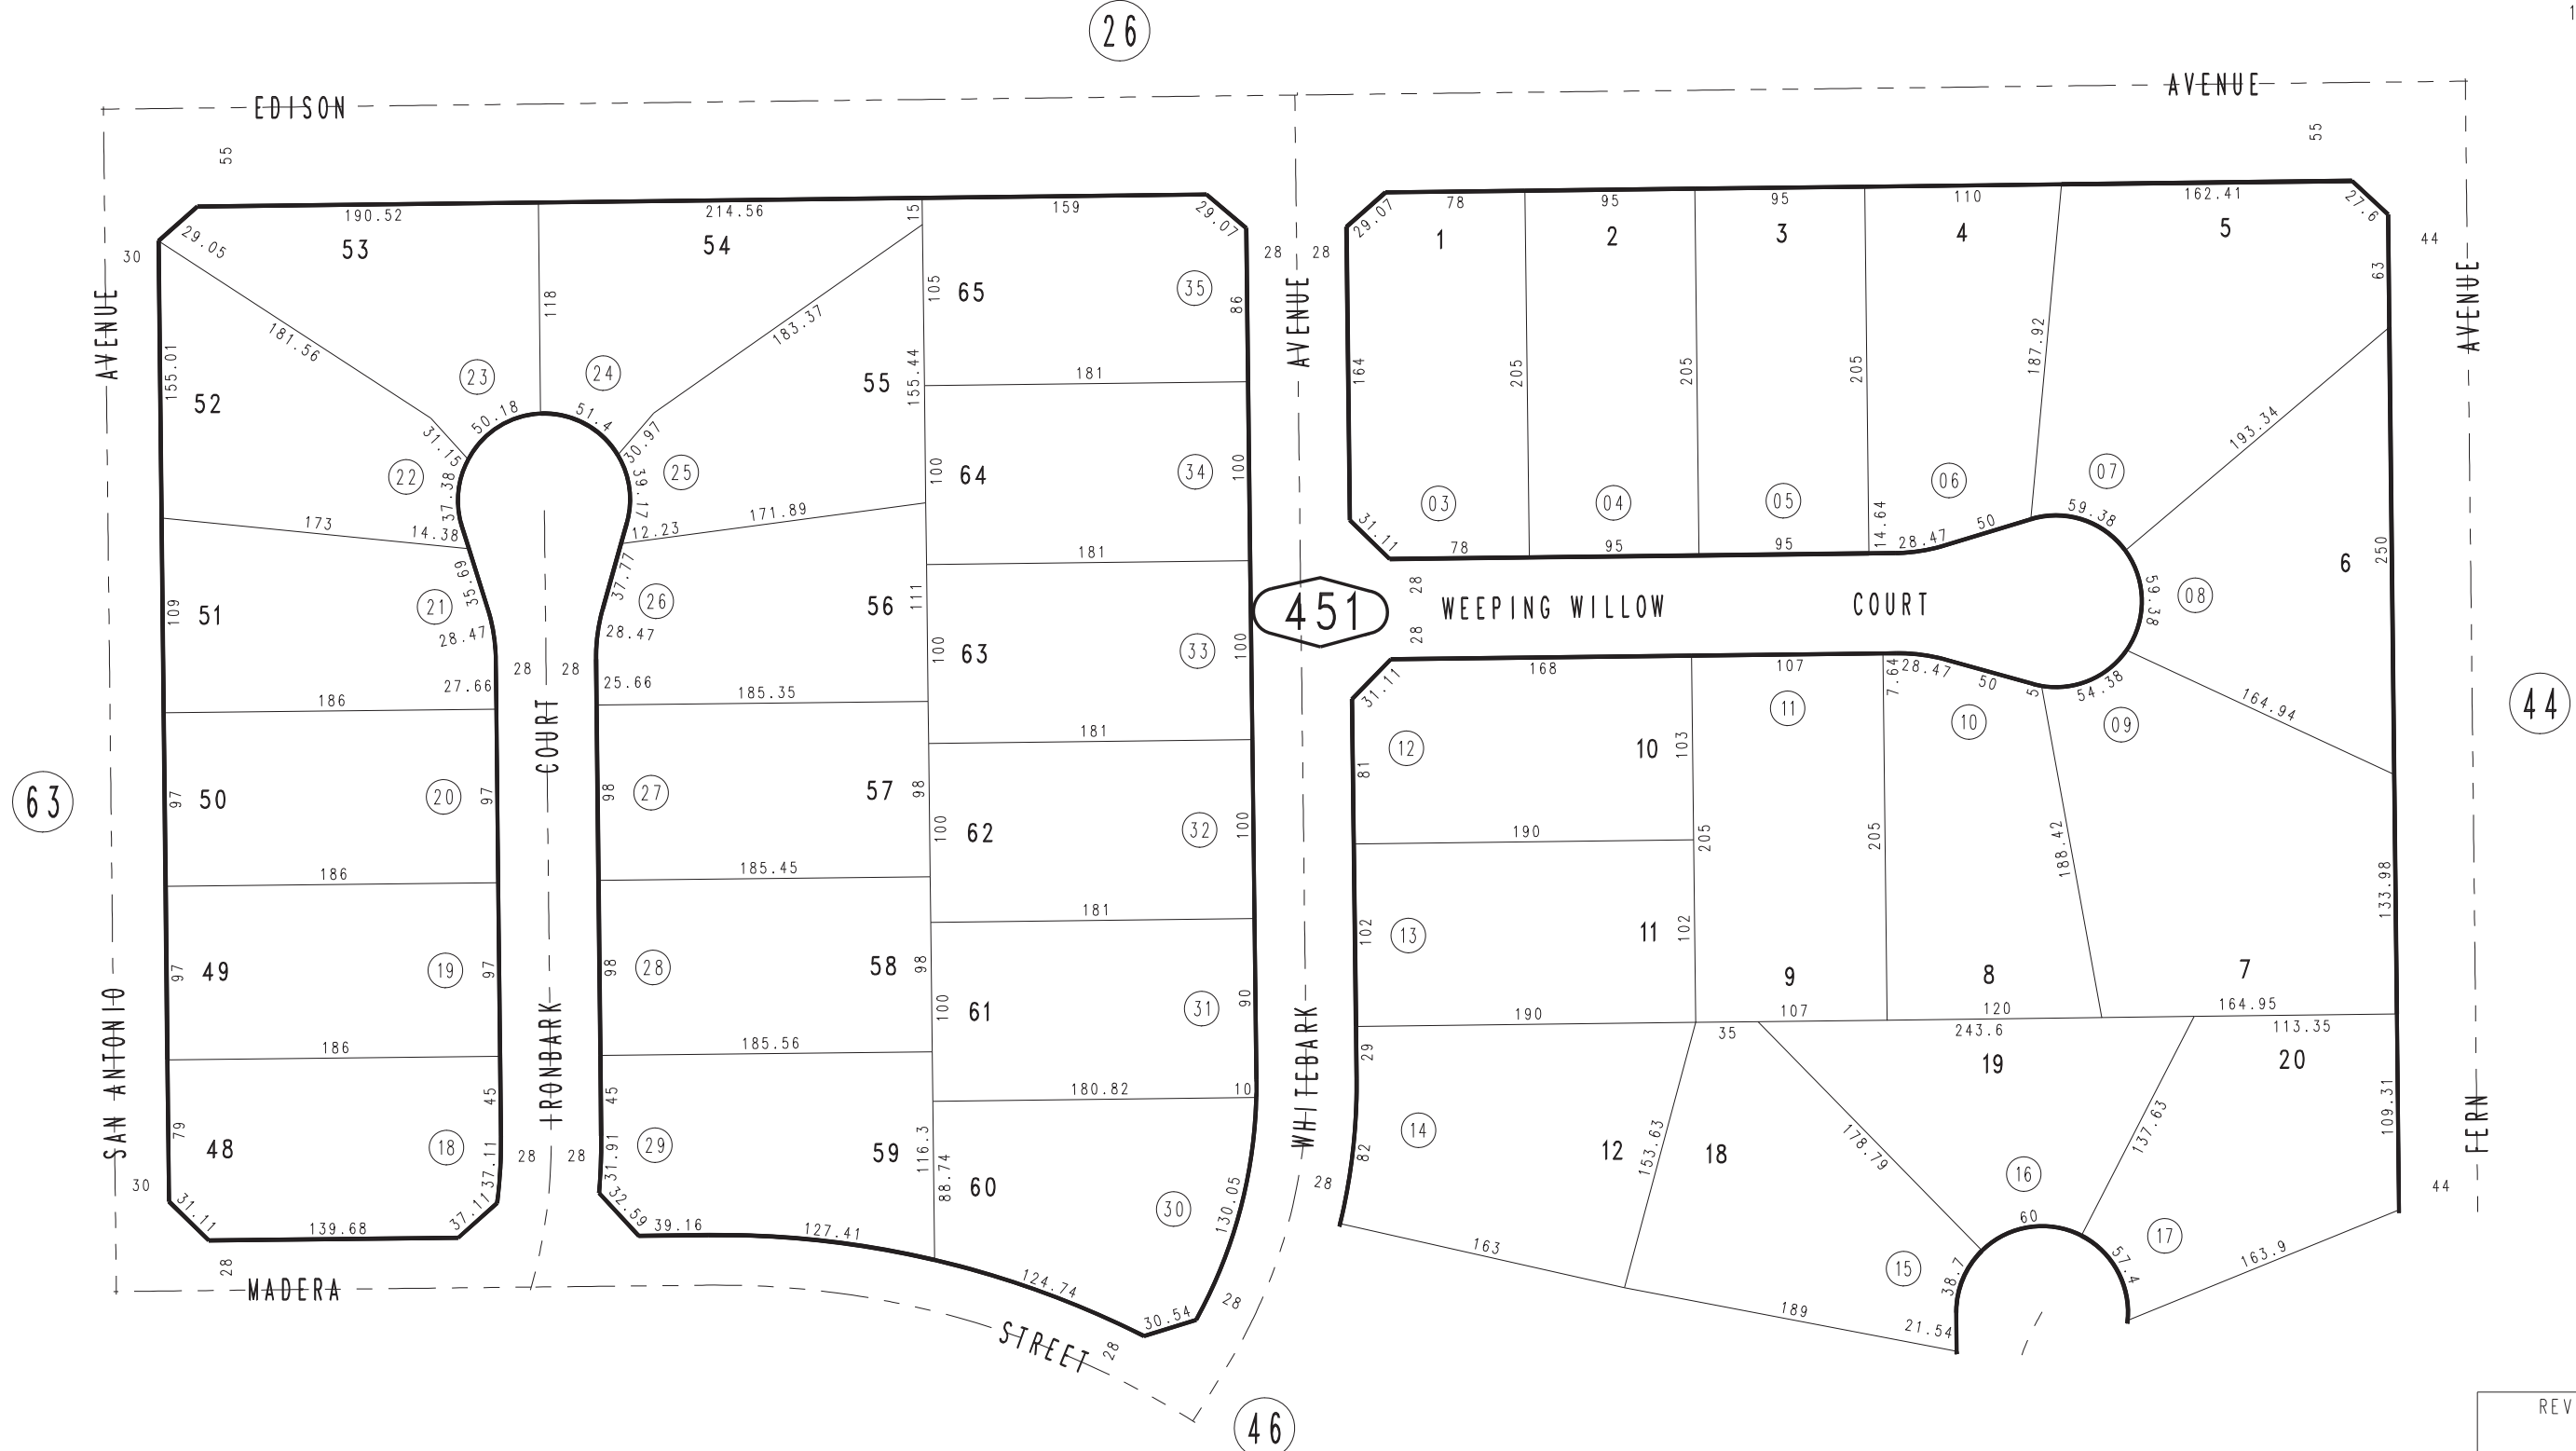 26
1
EDISON AVENUE
55 55
190.52 214.56 15 159 29.07
29.07 78 95 95 110 162.41 27.6
29.05 53 54
1 2 3 4 5
30 28 28 44
AVENUE AVENUE AVENUE
181.56 118 183.37 105 65 35 86
63
155.01 52 23 24 55 155.44 181
164 205 205 205 187.92
50.18 51.4 31.15 30.97 193.34
22 37.38 39.17 25 100 64 34 100
03 04 05 06 07
173 14.38 12.23 171.89 181
31.11 78 95 95 14.64 28.47 50 59.38
6 250
109 51 21 35.69 37.77 26 56 111
28.47 28.47 100 63 33 100
451
28 28 WEEPING WILLOW COURT 59.38 08
28 28
27.66 25.66
186 185.35
31.11 168 107 7.64 28.47 50 5 54.38
164.94
44
COURT 181
12 10 103 11 10 09
63
97 50 20 97 98 27 57 98
100 62 32 100
81 190 205 205 188.42
186 185.45 181
133.98
97 49 19 97 98 28 58 98
102 13 11 102 9 8 7
100 61 31 90
190 107 120 164.95
SAN ANTONIO IRONBARK WHITEBARK FERN
186 185.56 180.82 10
29 35 243.6 113.35
19 20
79 48 18 45 45 29 59 116.3
88.74 60 30 130.05
82 14 12 153.63 18 178.79 16 137.63 109.31
37.11 31.91
30 28 28 28 44
31.11 139.68 37.11 32.59 39.16 127.41
163 15 38.7 60 57.4 17 163.9
28
MADERA STREET
124.74 30.54 28
28
189 21.54
46
REV